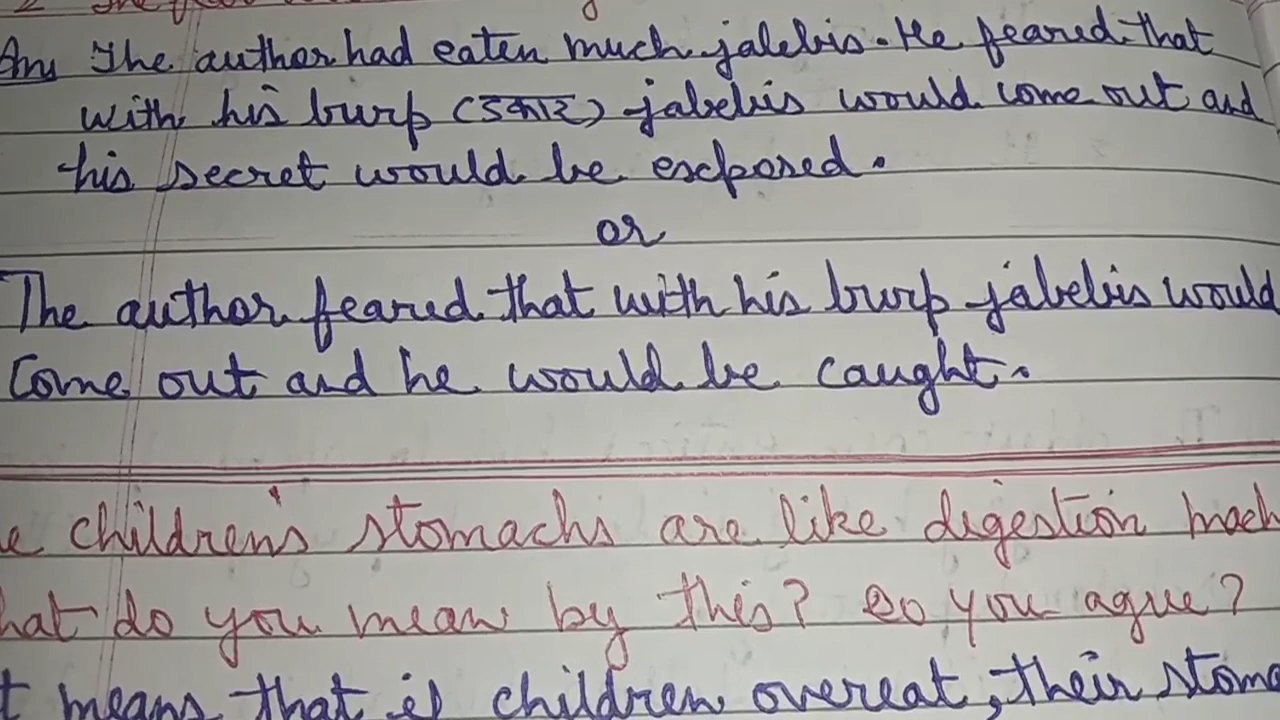 Ans The author had eaten much jalebis. He feared that
with his burp (डकार) jalebis would come out and
his secret would be exposed.
or
The author feared that with his burp jalebis would
Come out and he would be caught.
children's stomachs are like digestion mach
hat do you mean by this? Do you agree?
t means that if children overeat, their stoma